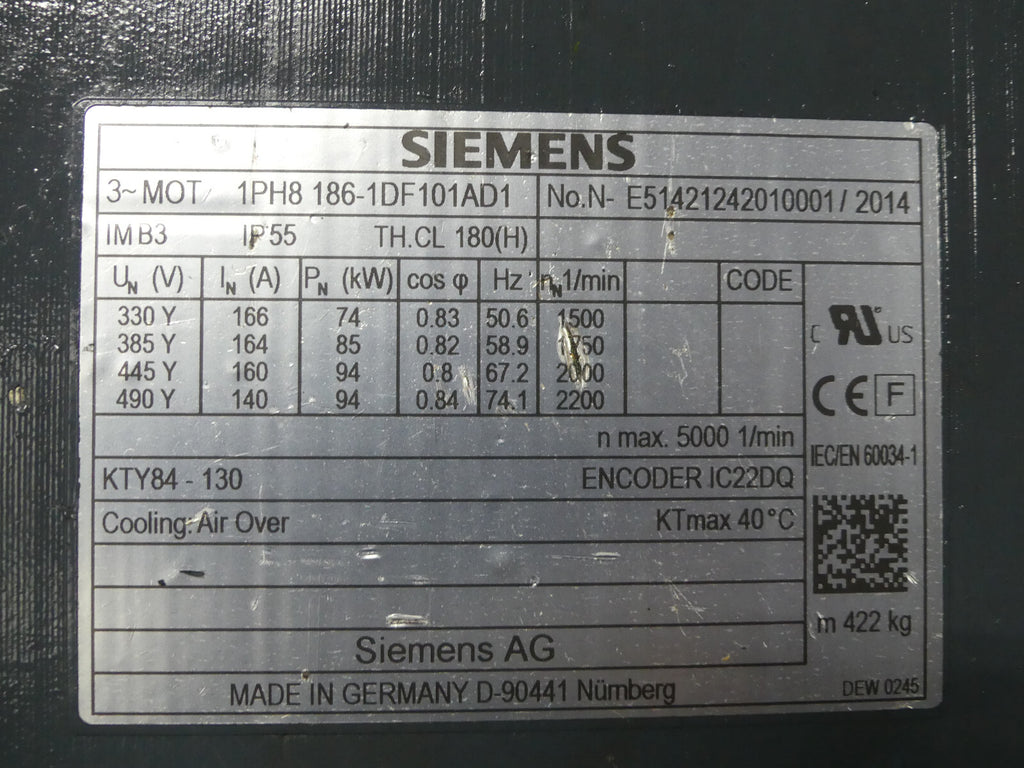 SIEMENS
3~ MOT 1PH8 186-1DF101AD1 No.N- E51421242010001 / 2014
IM B3 IP 55 TH.CL 180(H)
UN (V) IN (A) PN (kW) cos φ Hz nN 1/min CODE
330 Y 166 74 0.83 50.6 1500
385 Y 164 85 0.82 58.9 1750
445 Y 160 94 0.8 67.2 2000
490 Y 140 94 0.84 74.1 2200
C RU US
CE F
n max. 5000 1/min
IEC/EN 60034-1
KTY84 - 130 ENCODER IC22DQ
Cooling: Air Over KTmax 40°C
m 422 kg
Siemens AG
MADE IN GERMANY D-90441 Nürnberg
DEW 0245